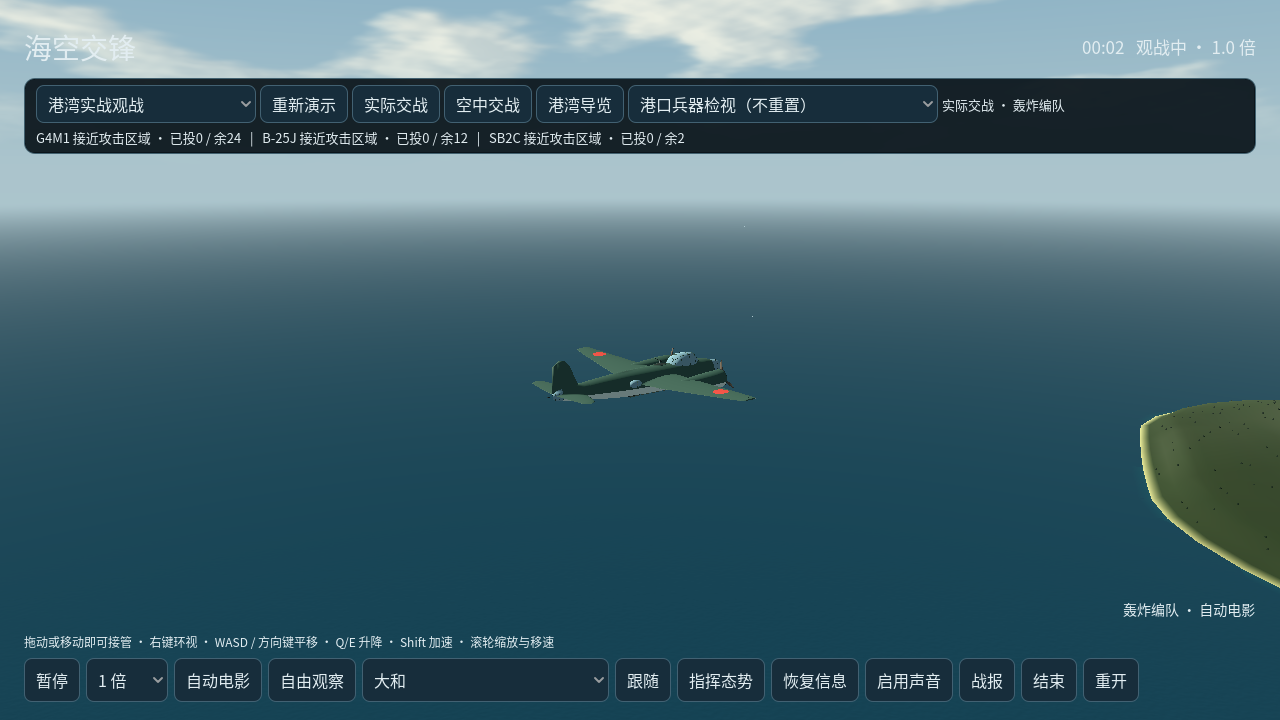 海空交锋
00:02 观战中 · 1.0 倍
港湾实战观战 重新演示 实际交战 空中交战 港湾导览 港口兵器检视（不重置） 实际交战 · 轰炸编队
G4M1 接近攻击区域 · 已投0 / 余24 | B-25J 接近攻击区域 · 已投0 / 余12 | SB2C 接近攻击区域 · 已投0 / 余2
轰炸编队 · 自动电影
拖动或移动即可接管 · 右键环视 · WASD / 方向键平移 · Q/E 升降 · Shift 加速 · 滚轮缩放与移速
暂停 1 倍 自动电影 自由观察 大和 跟随 指挥态势 恢复信息 启用声音 战报 结束 重开